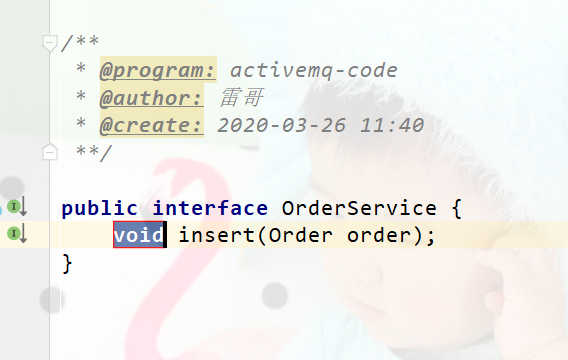 /**
* @program: activemq-code
* @author: 雷哥
* @create: 2020-03-26 11:40
**/
public interface OrderService {
void insert(Order order);
}